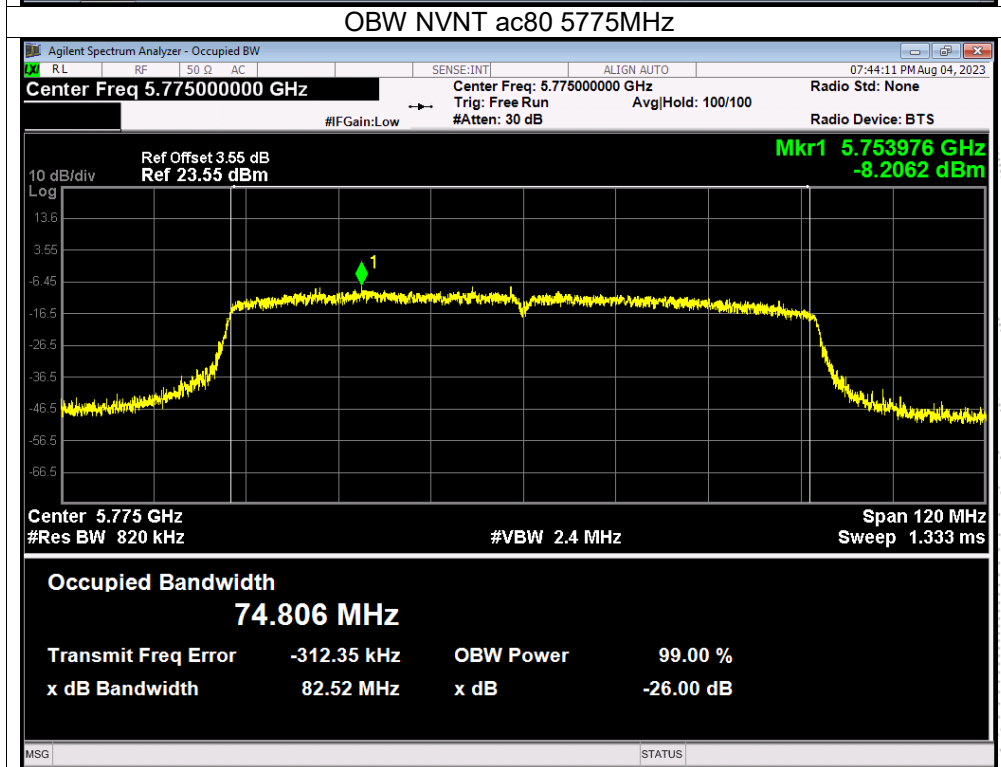 OBW NVNT ac80 5775MHz
Agilent Spectrum Analyzer - Occupied BW
LXI RL RF 50 Ω AC SENSE:INT ALIGN AUTO 07:44:11 PM Aug 04, 2023
Center Freq 5.775000000 GHz Center Freq: 5.775000000 GHz Radio Std: None
Trig: Free Run Avg|Hold: 100/100
#IFGain:Low #Atten: 30 dB Radio Device: BTS
Mkr1 5.753976 GHz
-8.2062 dBm
Ref Offset 3.55 dB
10 dB/div Ref 23.55 dBm
Log
13.6
3.55
1
-6.45
-16.5
-26.5
-36.5
-46.5
-56.5
-66.5
Center 5.775 GHz Span 120 MHz
#Res BW 820 kHz #VBW 2.4 MHz Sweep 1.333 ms
Occupied Bandwidth
74.806 MHz
Transmit Freq Error -312.35 kHz OBW Power 99.00 %
x dB Bandwidth 82.52 MHz x dB -26.00 dB
MSG STATUS